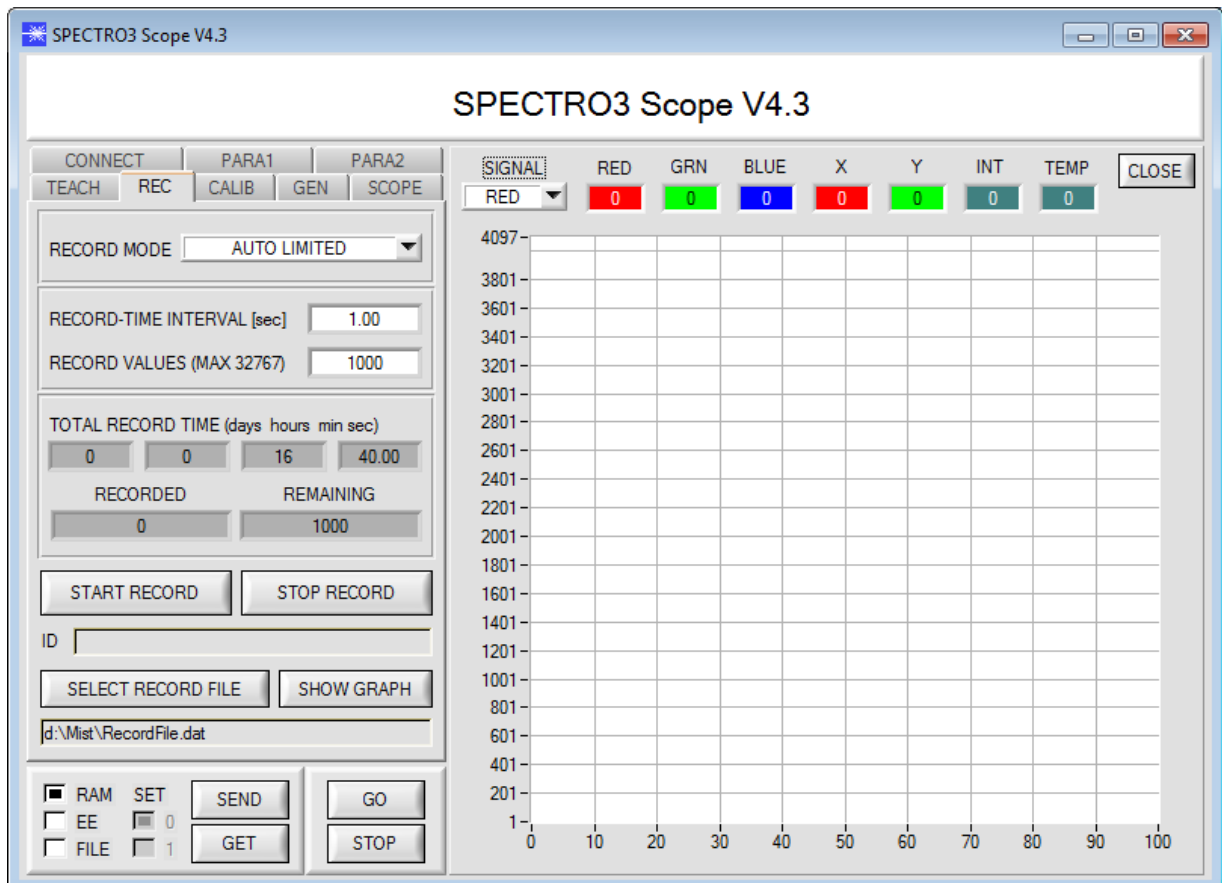 SPECTRO3 Scope V4.3
SPECTRO3 Scope V4.3
CONNECT PARA1 PARA2
TEACH REC CALIB GEN SCOPE
RECORD MODE AUTO LIMITED
RECORD-TIME INTERVAL [sec] 1.00
RECORD VALUES (MAX 32767) 1000
TOTAL RECORD TIME (days hours min sec)
0 0 16 40.00
RECORDED REMAINING
0 1000
START RECORD STOP RECORD
ID
SELECT RECORD FILE SHOW GRAPH
d:\Mist\RecordFile.dat
RAM SET SEND GO
EE 0
FILE 1 GET STOP
SIGNAL RED GRN BLUE X Y INT TEMP CLOSE
RED 0 0 0 0 0 0 0
4097
3801
3601
3401
3201
3001
2801
2601
2401
2201
2001
1801
1601
1401
1201
1001
801
601
401
201
1
0 10 20 30 40 50 60 70 80 90 100